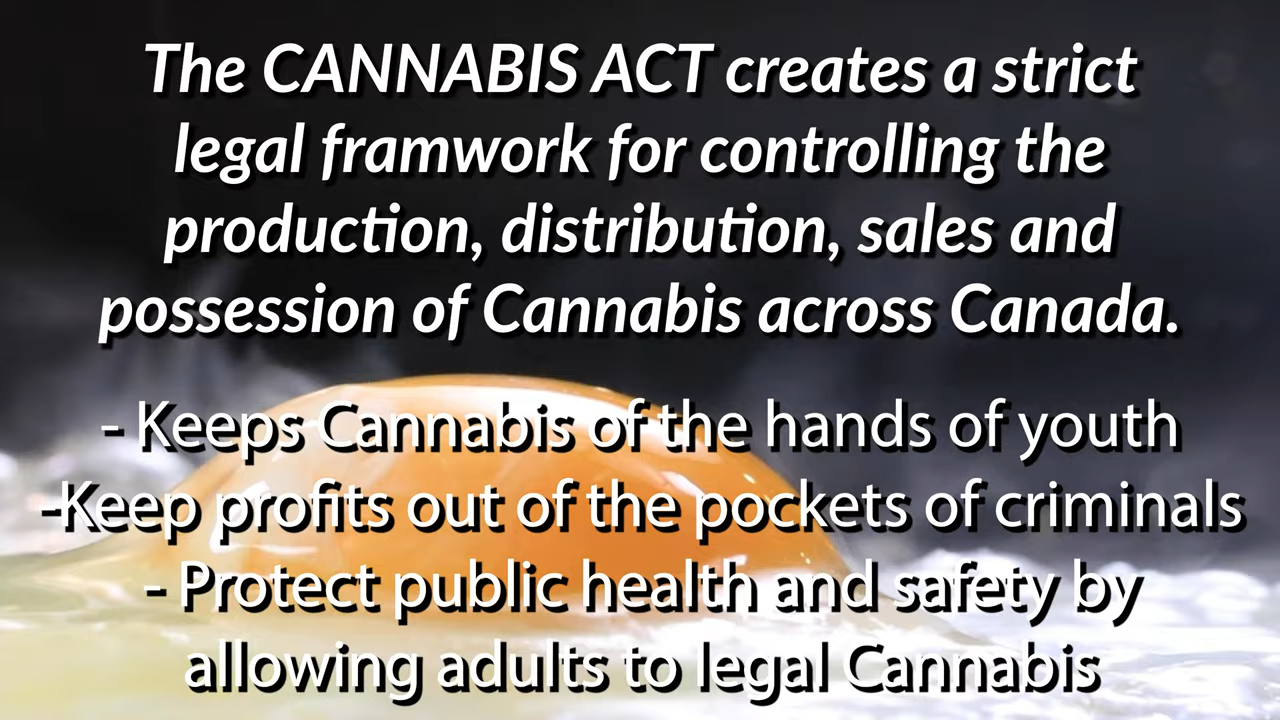 The CANNABIS ACT creates a strict
legal framwork for controlling the
production, distribution, sales and
possession of Cannabis across Canada.
- Keeps Cannabis of the hands of youth
-Keep profits out of the pockets of criminals
- Protect public health and safety by
allowing adults to legal Cannabis